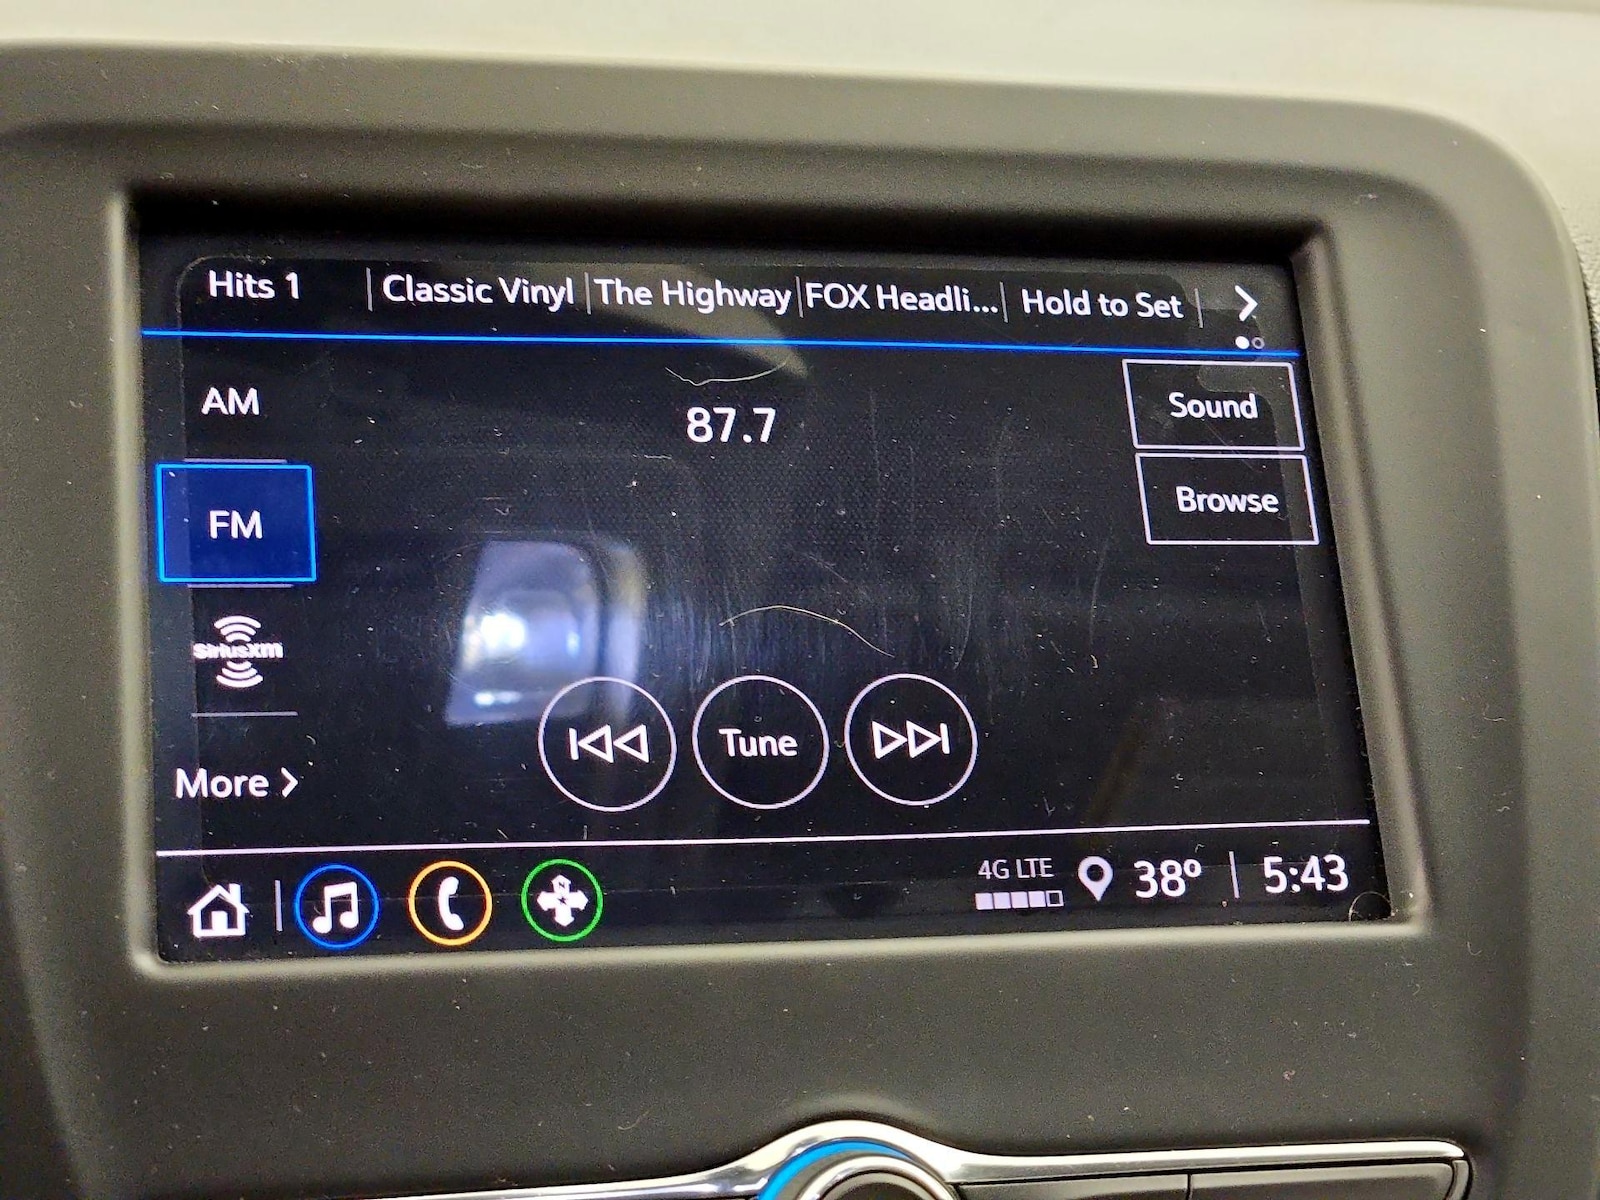 Hits 1 Classic Vinyl The Highway FOX Headli... Hold to Set
AM
87.7
Sound
FM
Browse
SiriusXM
Tune
More
4G LTE 38° 5:43